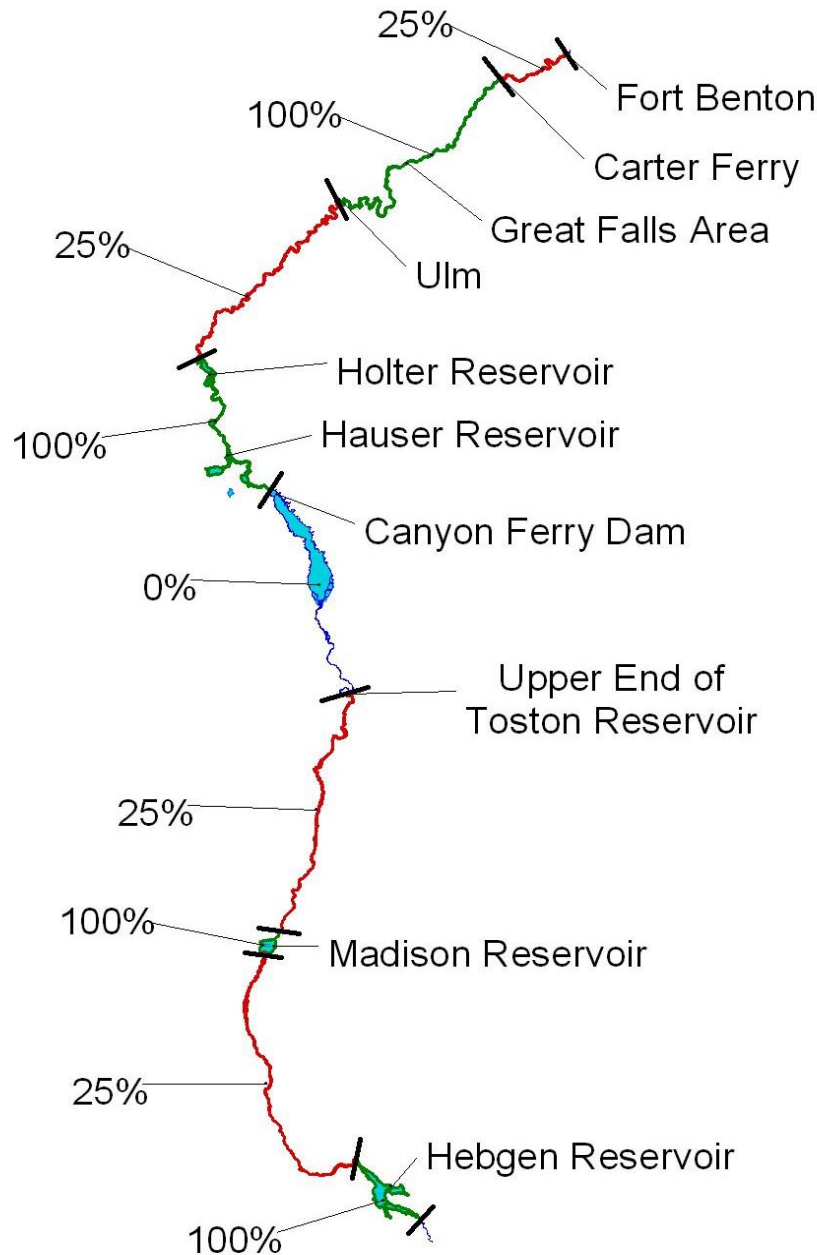 25%
Fort Benton
100%
Carter Ferry
Great Falls Area
25%
Ulm
Holter Reservoir
100%
Hauser Reservoir
Canyon Ferry Dam
0%
Upper End of
Toston Reservoir
25%
100%
Madison Reservoir
25%
Hebgen Reservoir
100%